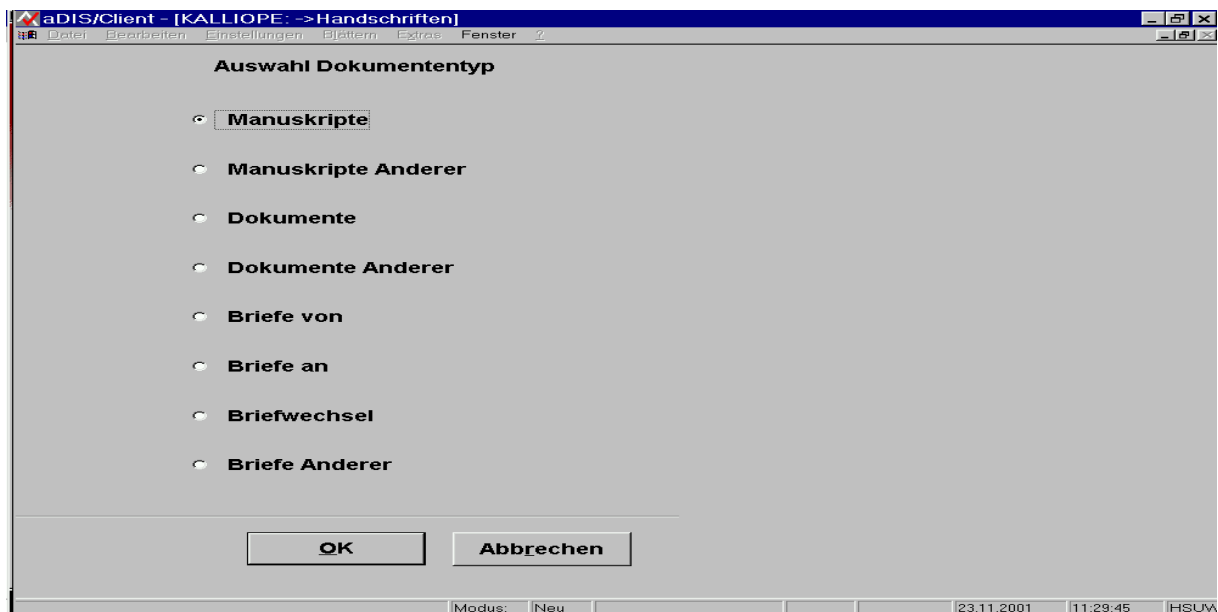 aDIS/Client - [KALLIOPE: ->Handschriften]
Datei Bearbeiten Einstellungen Blättern Extras Fenster ?
Auswahl Dokumententyp
Manuskripte
Manuskripte Anderer
Dokumente
Dokumente Anderer
Briefe von
Briefe an
Briefwechsel
Briefe Anderer
OK Abbrechen
Modus: Neu 23.11.2001 11:29:45